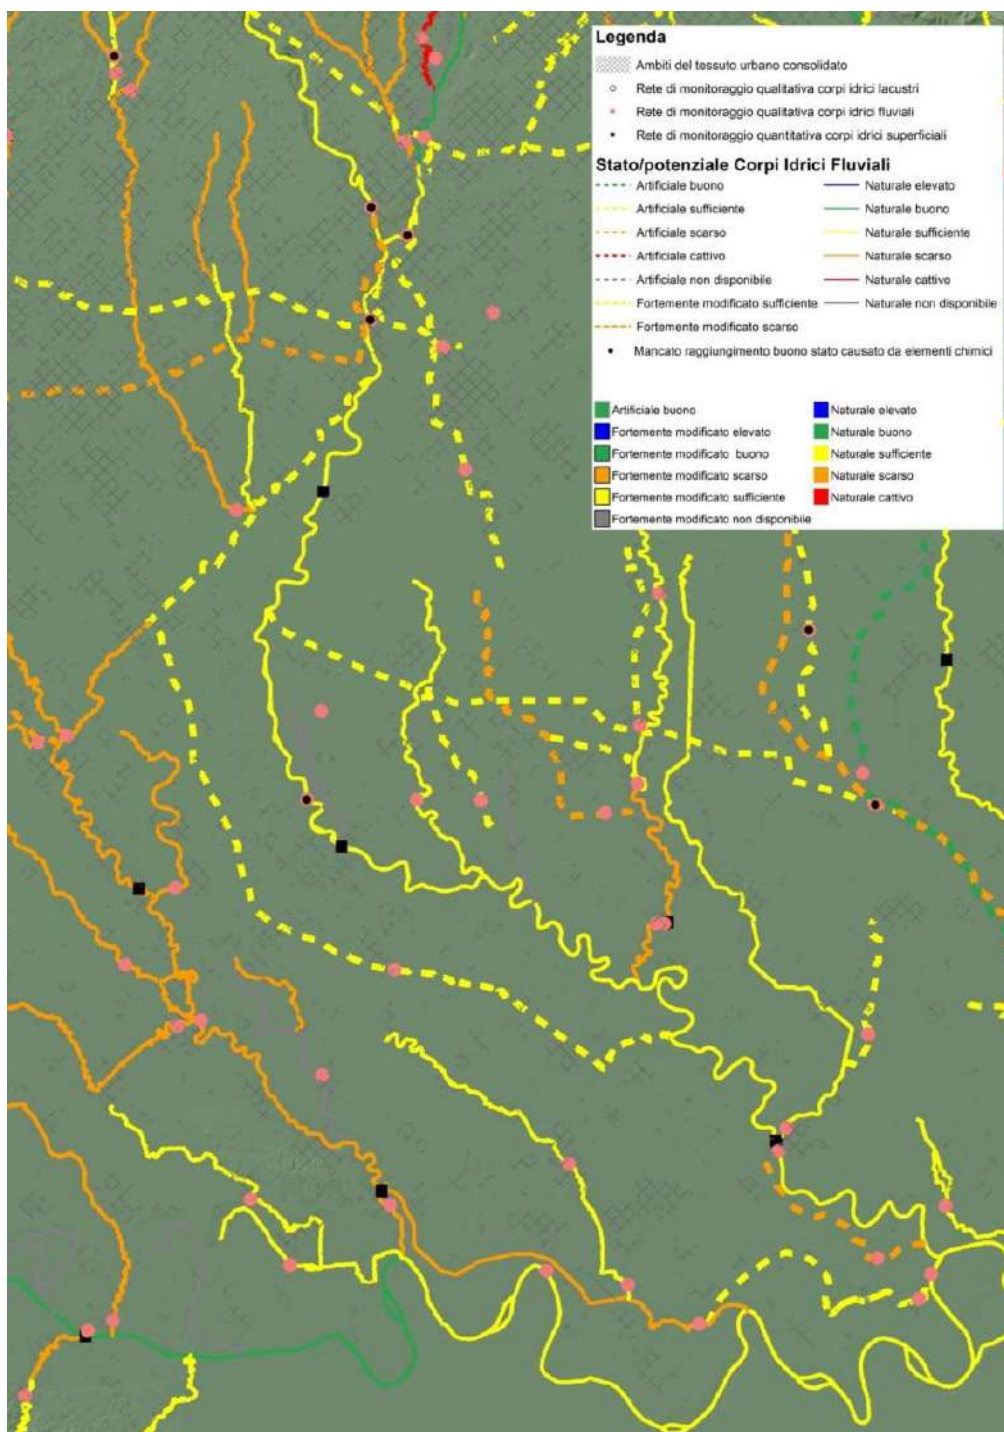 Legenda
Ambiti del tessuto urbano consolidato
Rete di monitoraggio qualitativa corpi idrici lacustri
Rete di monitoraggio qualitativa corpi idrici fluviali
Rete di monitoraggio quantitativa corpi idrici superficiali
Stato/potenziale Corpi Idrici Fluviali
Artificiale buono
Artificiale sufficiente
Artificiale scarso
Artificiale cattivo
Artificiale non disponibile
Fortemente modificato sufficiente
Fortemente modificato scarso
Naturale elevato
Naturale buono
Naturale sufficiente
Naturale scarso
Naturale cattivo
Naturale non disponibile
Mancato raggiungimento buono stato causato da elementi chimici
Artificiale buono
Fortemente modificato elevato
Fortemente modificato buono
Fortemente modificato scarso
Fortemente modificato sufficiente
Fortemente modificato non disponibile
Naturale elevato
Naturale buono
Naturale sufficiente
Naturale scarso
Naturale cattivo